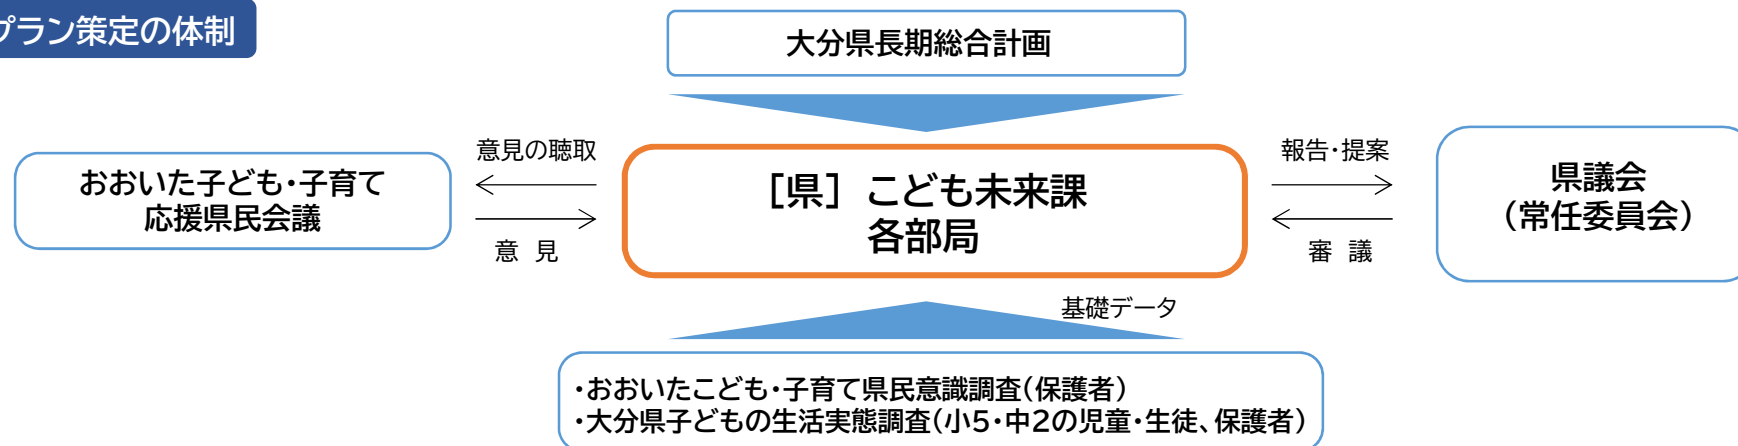 プラン策定の体制
大分県長期総合計画
意見の聴取
報告・提案
おおいた子ども・子育て
応援県民会議
[県] こども未来課
各部局
県議会
(常任委員会)
意 見
審 議
基礎データ
・おおいたこども・子育て県民意識調査(保護者)
・大分県子どもの生活実態調査(小5・中2の児童・生徒、保護者)